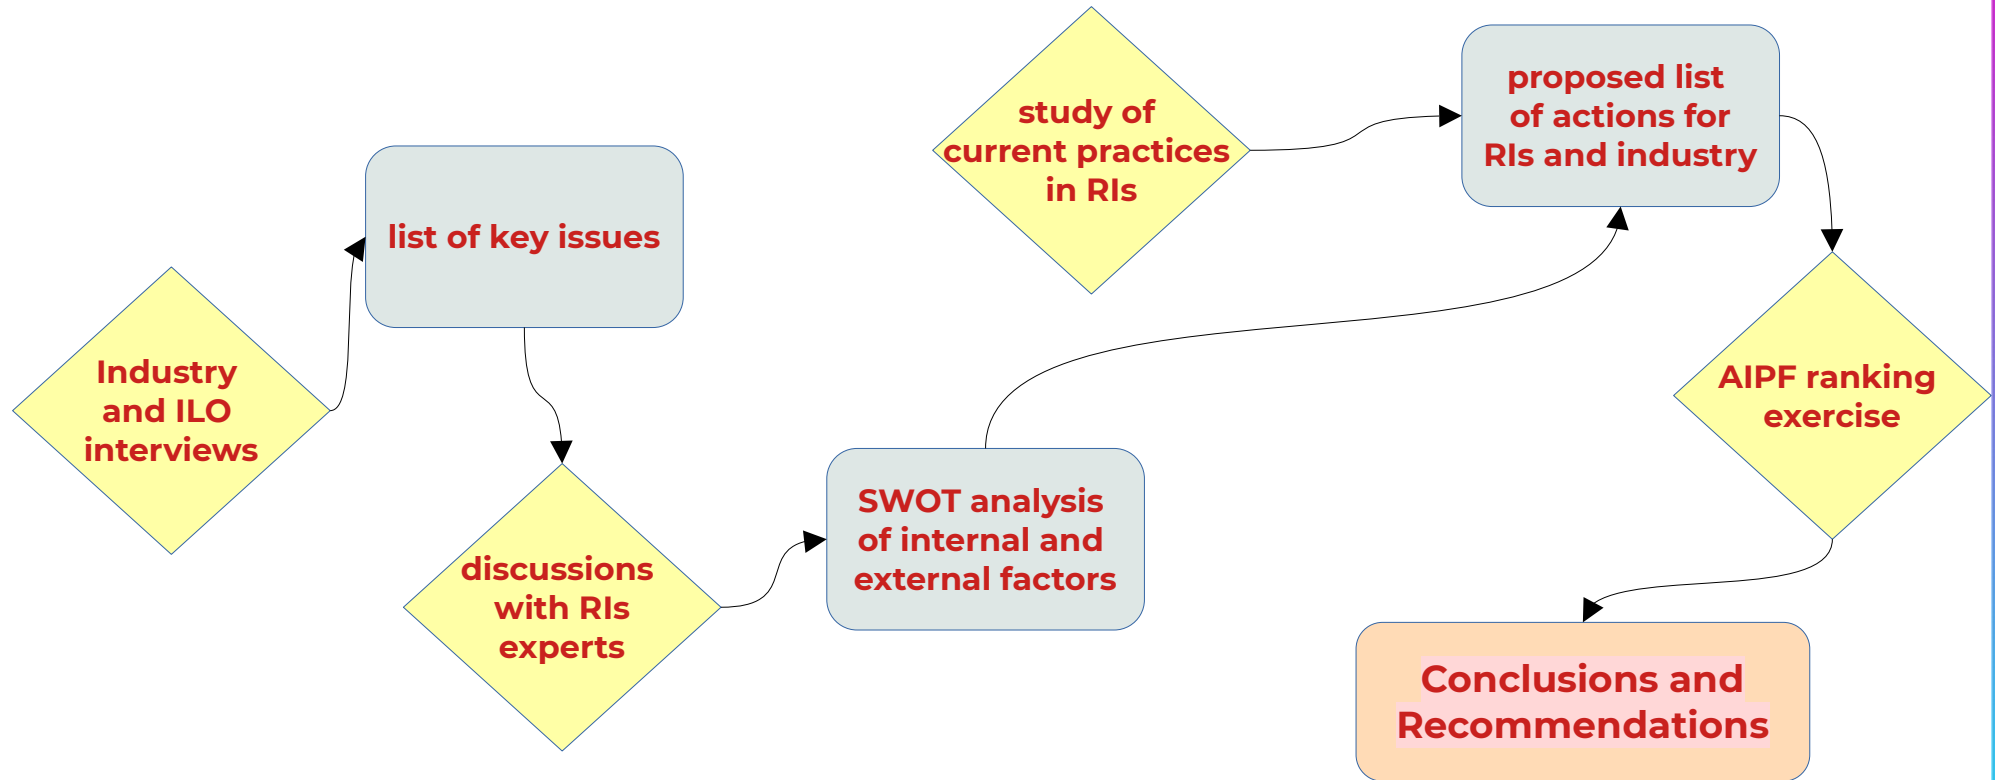 Industry
and ILO
interviews
list of key issues
discussions
with RIs
experts
SWOT analysis
of internal and
external factors
study of
current practices
in RIs
proposed list
of actions for
RIs and industry
AIPF ranking
exercise
Conclusions and
Recommendations